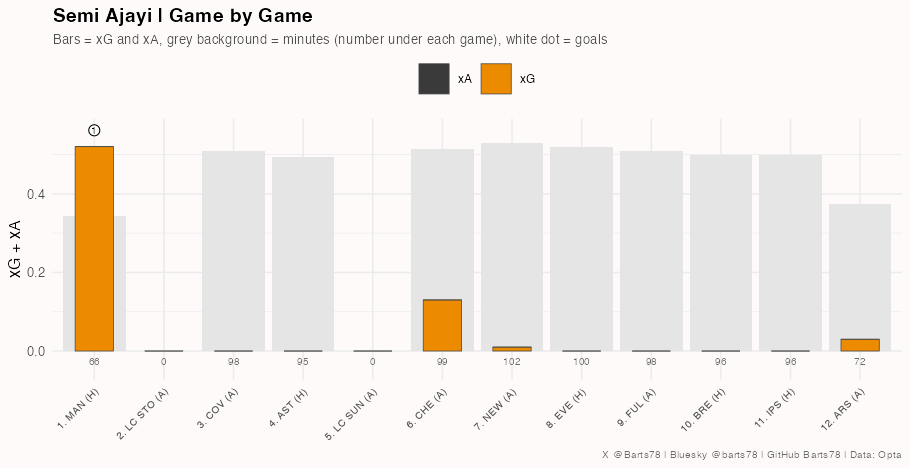 Semi Ajayi | Game by Game
Bars = xG and xA, grey background = minutes (number under each game), white dot = goals
xA xG
1
xG + xA
0.4
0.2
0.0
66 0 98 95 0 99 102 100 98 96 96 72
1. MAN (H)
2. LC STO (A)
3. COV (A)
4. AST (H)
5. LC SUN (A)
6. CHE (A)
7. NEW (A)
8. EVE (H)
9. FUL (A)
10. BRE (H)
11. IPS (H)
12. ARS (A)
X @Barts78 | Bluesky @barts78 | GitHub Barts78 | Data: Opta